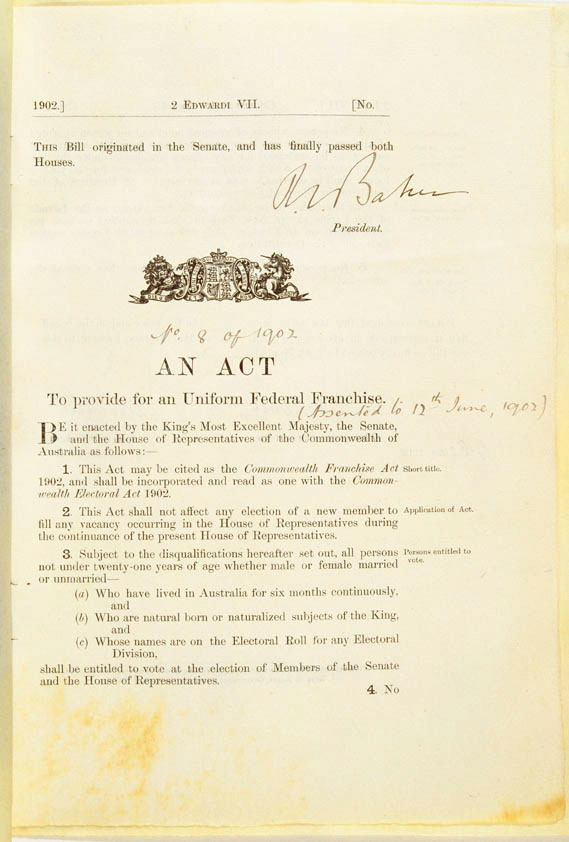 1902.] 2 Edwardi VII. [No.
This Bill originated in the Senate, and has finally passed both
Houses.
R. C. Baker
President.
No. 8 of 1902
AN ACT
To provide for an Uniform Federal Franchise.
(Assented to 12th June, 1902)
BE it enacted by the King's Most Excellent Majesty, the Senate,
and the House of Representatives of the Commonwealth of
Australia as follows:—
1. This Act may be cited as the Commonwealth Franchise Act Short title.
1902, and shall be incorporated and read as one with the Common-
wealth Electoral Act 1902.
2. This Act shall not affect any election of a new member to Application of Act.
fill any vacancy occurring in the House of Representatives during
the continuance of the present House of Representatives.
3. Subject to the disqualifications hereafter set out, all persons Persons entitled to
not under twenty-one years of age whether male or female married vote.
or unmarried—
(a) Who have lived in Australia for six months continuously,
and
(b) Who are natural born or naturalized subjects of the King,
and
(c) Whose names are on the Electoral Roll for any Electoral
Division,
shall be entitled to vote at the election of Members of the Senate
and the House of Representatives.
4. No